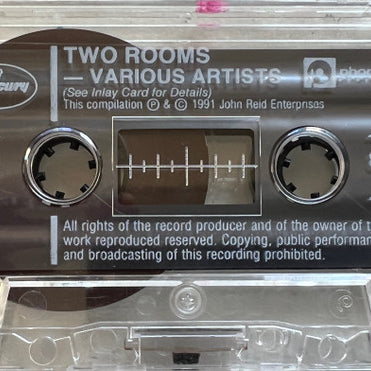 TWO ROOMS
— VARIOUS ARTISTS
(See Inlay Card for Details)
This compilation Ⓟ & © 1991 John Reid Enterprises
All rights of the record producer and of the owner of t
work reproduced reserved. Copying, public performan
and broadcasting of this recording prohibited.